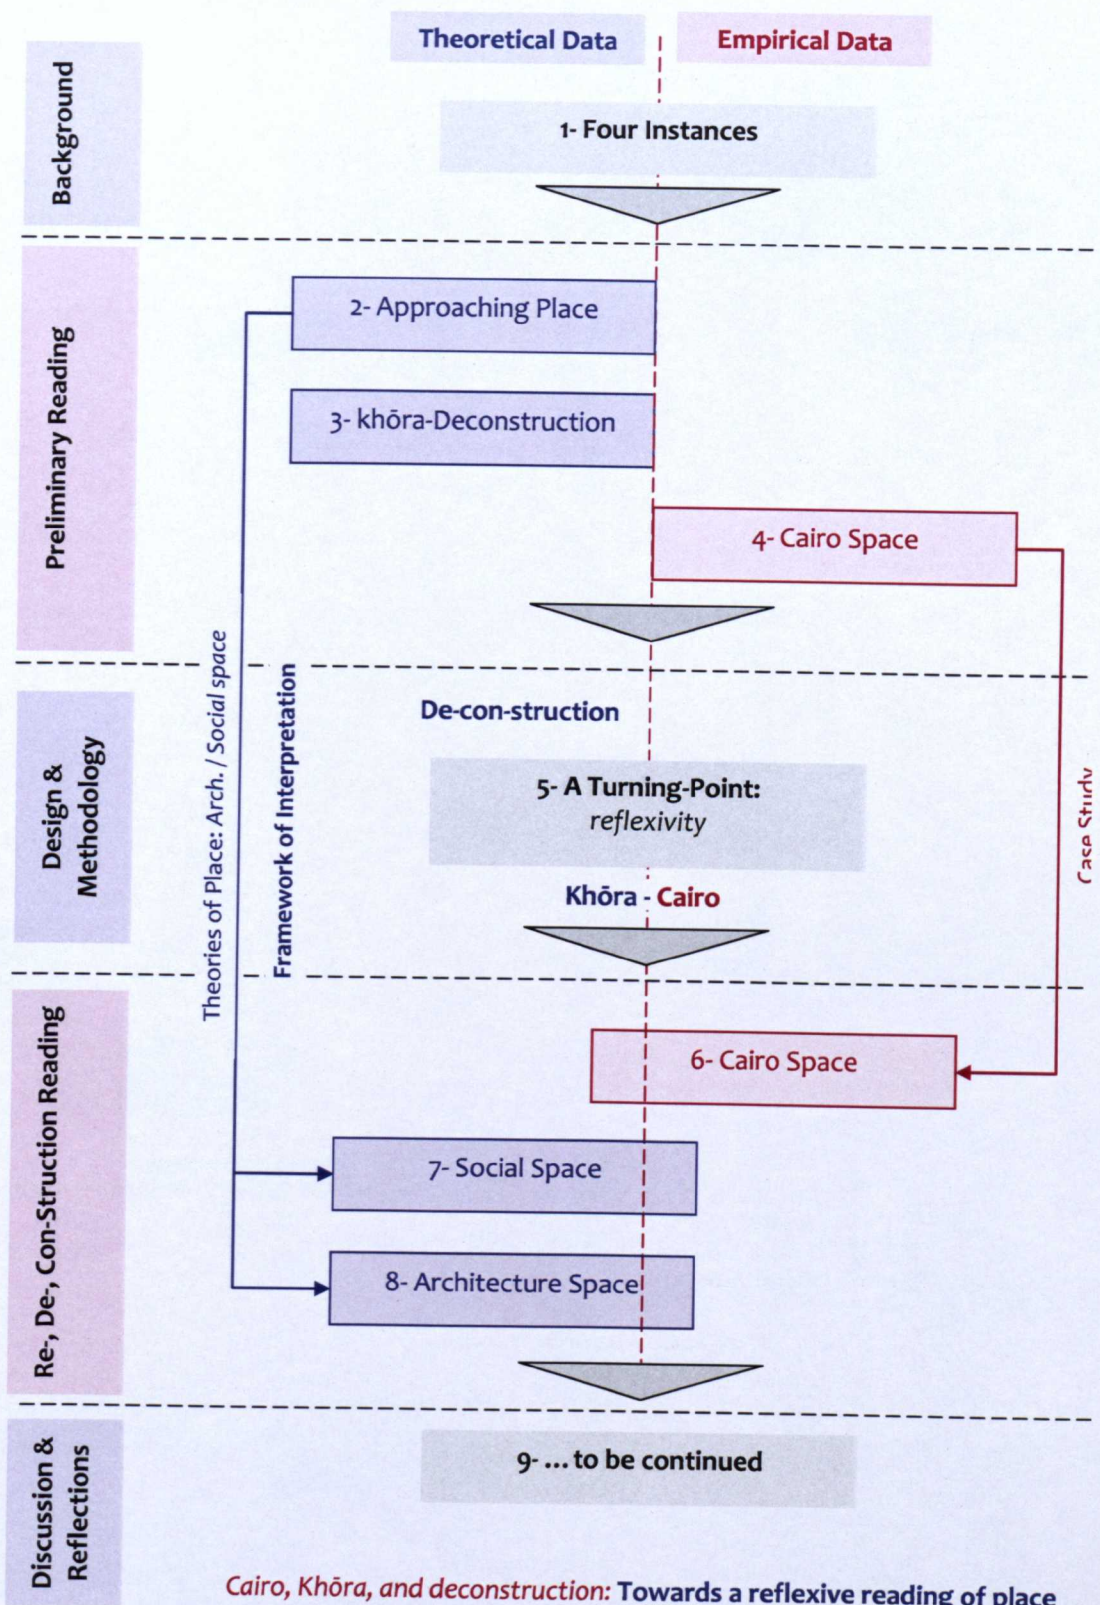 Theoretical Data
Empirical Data
Background
1- Four Instances
Preliminary Reading
2- Approaching Place
3- khōra-Deconstruction
4- Cairo Space
Theories of Place: Arch. / Social space
Framework of Interpretation
Case Study
Design &
Methodology
De-con-struction
5- A Turning-Point:
reflexivity
Khōra - Cairo
Re-, De-, Con-Struction Reading
6- Cairo Space
7- Social Space
8- Architecture Space
Discussion &
Reflections
9- ... to be continued
Cairo, Khōra, and deconstruction: Towards a reflexive reading of place